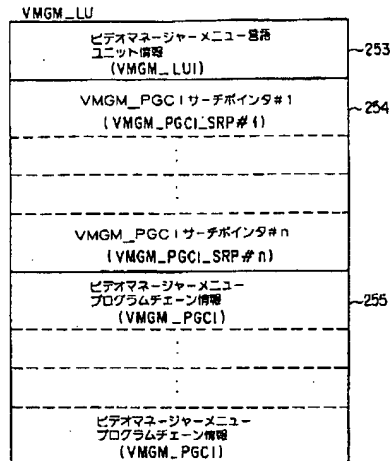 VMGM_LU
ビデオマネージャーメニュー言語
ユニット情報
(VMGM_LUI)
253
VMGM_PGCIサーチポインタ#1
(VMGM_PGCI_SRP#1)
254
VMGM_PGCIサーチポインタ#n
(VMGM_PGCI_SRP#n)
ビデオマネージャーメニュー
プログラムチェーン情報
(VMGM_PGCI)
255
ビデオマネージャーメニュー
プログラムチェーン情報
(VMGM_PGCI)